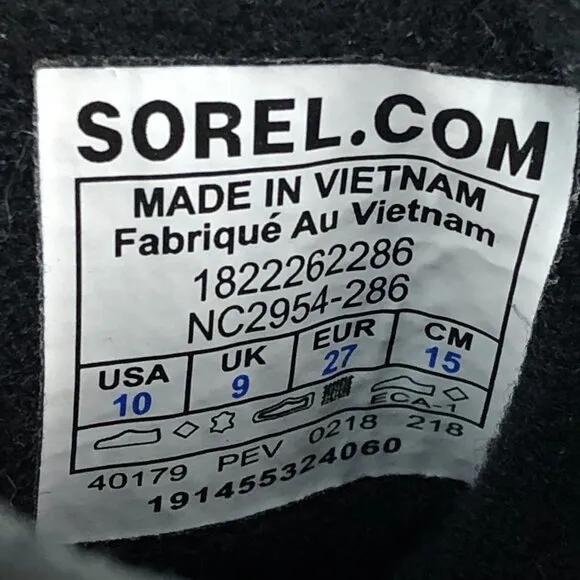 SOREL.COM
MADE IN VIETNAM
Fabriqué Au Vietnam
1822262286
NC2954-286
USA UK EUR CM
10 9 27 15
ECA-1
40179 PEV 0218 218
191455324060